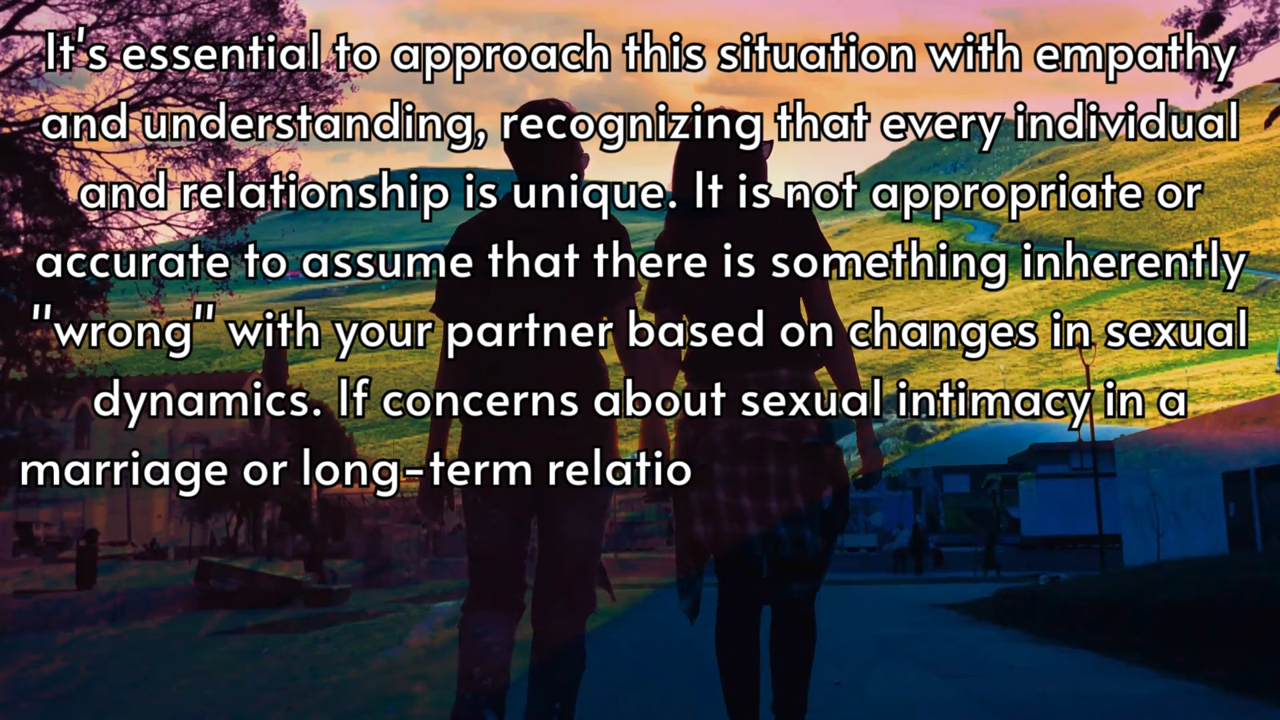 It's essential to approach this situation with empathy
and understanding, recognizing that every individual
and relationship is unique. It is not appropriate or
accurate to assume that there is something inherently
"wrong" with your partner based on changes in sexual
dynamics. If concerns about sexual intimacy in a
marriage or long-term relatio